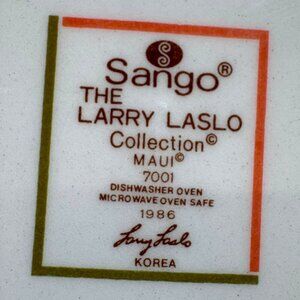 Sango®
THE
LARRY LASLO
Collection©
MAUI©
7001
DISHWASHER OVEN
MICROWAVE OVEN SAFE
1986
Larry Laslo
KOREA